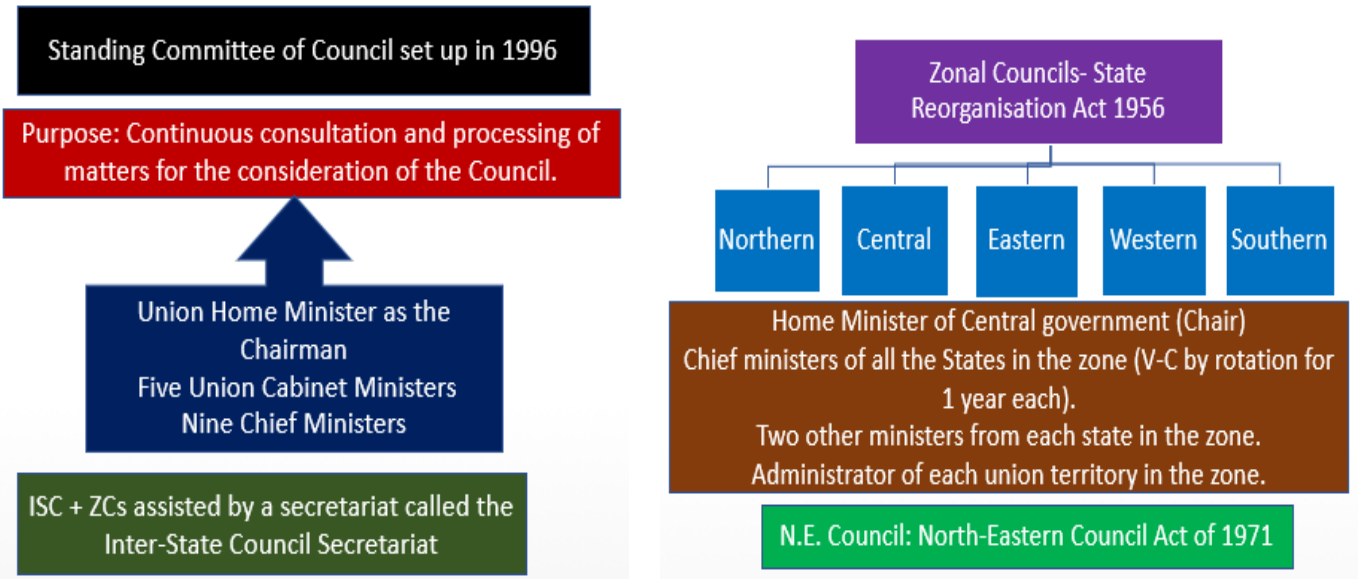 Standing Committee of Council set up in 1996
Purpose: Continuous consultation and processing of
matters for the consideration of the Council.
Union Home Minister as the
Chairman
Five Union Cabinet Ministers
Nine Chief Ministers
ISC + ZCs assisted by a secretariat called the
Inter-State Council Secretariat
Zonal Councils- State
Reorganisation Act 1956
Northern
Central
Eastern
Western
Southern
Home Minister of Central government (Chair)
Chief ministers of all the States in the zone (V-C by rotation for
1 year each).
Two other ministers from each state in the zone.
Administrator of each union territory in the zone.
N.E. Council: North-Eastern Council Act of 1971